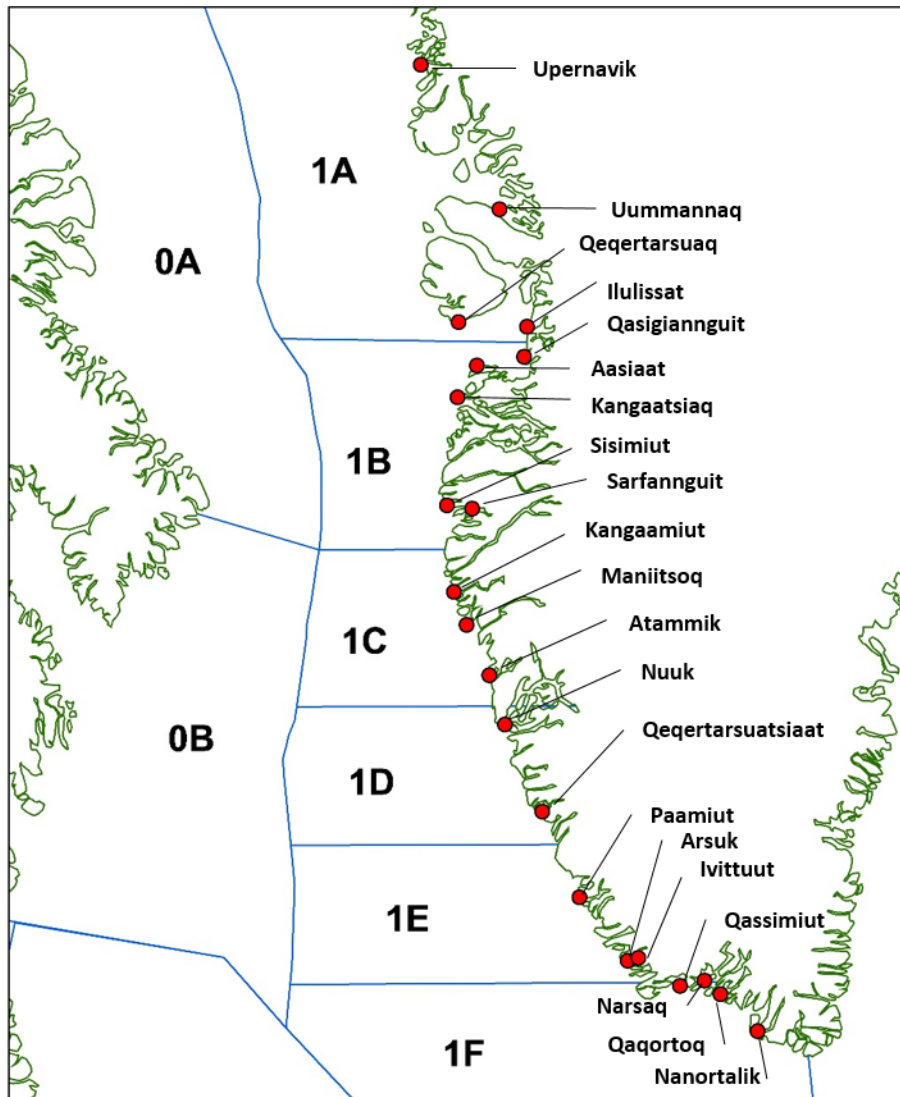 Upernavik
1A
Uummannaq
Qeqertarsuaq
0A
Ilulissat
Qasigiannguit
Aasiaat
Kangaatsiaq
Sisimiut
1B
Sarfannguit
Kangaamiut
Maniitsoq
Atammik
1C
Nuuk
Qeqertarsuatsiaat
0B
1D
Paamiut
Arsuk
Ivittuut
1E
Qassimiut
Narsaq
Qaqortoq
1F
Nanortalik